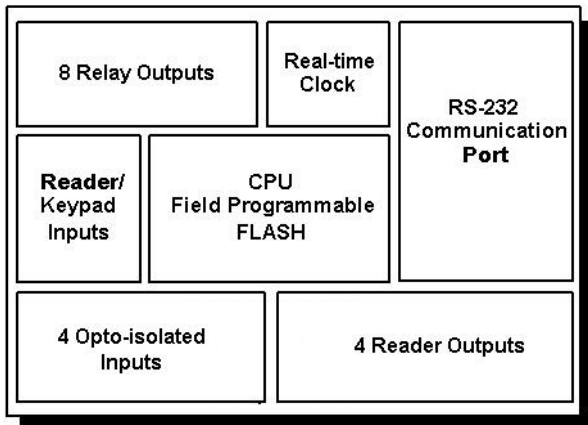 8 Relay Outputs
Real-time
Clock
RS-232
Communication
Port
Reader/
Keypad
Inputs
CPU
Field Programmable
FLASH
4 Opto-isolated
Inputs
4 Reader Outputs